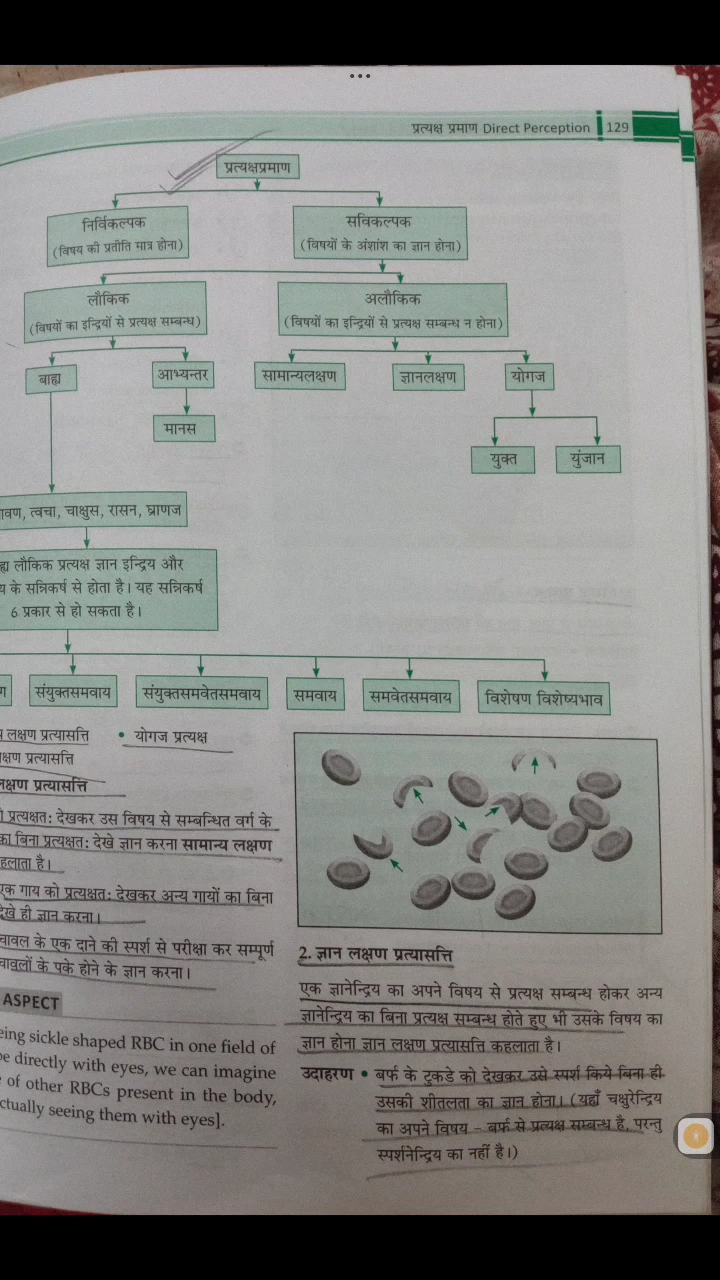 प्रत्यक्ष प्रमाण Direct Perception 129
प्रत्यक्षप्रमाण
निर्विकल्पक
(विषय की प्रतीति मात्र होना)
सविकल्पक
(विषयों के अंशांश का ज्ञान होना)
लौकिक
(विषयों का इन्द्रियों से प्रत्यक्ष सम्बन्ध)
अलौकिक
(विषयों का इन्द्रियों से प्रत्यक्ष सम्बन्ध न होना)
बाह्य
आभ्यन्तर
सामान्यलक्षण
ज्ञानलक्षण
योगज
मानस
युक्त
युंजान
त्वचा, चाक्षुस, रासन, घ्राणज
लौकिक प्रत्यक्ष ज्ञान इन्द्रिय और
के सन्निकर्ष से होता है। यह सन्निकर्ष
6 प्रकार से हो सकता है।
संयुक्तसमवाय
संयुक्तसमवेतसमवाय
समवाय
समवेतसमवाय
विशेषण विशेष्यभाव
लक्षण प्रत्यासत्ति • योगज प्रत्यक्ष
प्रत्यासत्ति
प्रत्यासत्ति
प्रत्यक्षत: देखकर उस विषय से सम्बन्धित वर्ग के
का बिना प्रत्यक्षत: देखे ज्ञान करना सामान्य लक्षण
है।
गाय को प्रत्यक्षत: देखकर अन्य गायों का बिना
ही ज्ञान करना।
के एक दाने की स्पर्श से परीक्षा कर सम्पूर्ण
के पके होने के ज्ञान करना।
ASPECT
sickle shaped RBC in one field of
directly with eyes, we can imagine
of other RBCs present in the body,
seeing them with eyes].
2. ज्ञान लक्षण प्रत्यासत्ति
एक ज्ञानेन्द्रिय का अपने विषय से प्रत्यक्ष सम्बन्ध होकर अन्य
ज्ञानेन्द्रिय का बिना प्रत्यक्ष सम्बन्ध होते हुए भी उसके विषय का
ज्ञान होना ज्ञान लक्षण प्रत्यासत्ति कहलाता है।
उदाहरण • बर्फ के टुकडे को देखकर उसे स्पर्श किये बिना ही
उसकी शीतलता का ज्ञान होना। (यहाँ चक्षुरेन्द्रिय
का अपने विषय – बर्फ से प्रत्यक्ष सम्बन्ध है, परन्तु
स्पर्शनेन्द्रिय का नहीं है।)